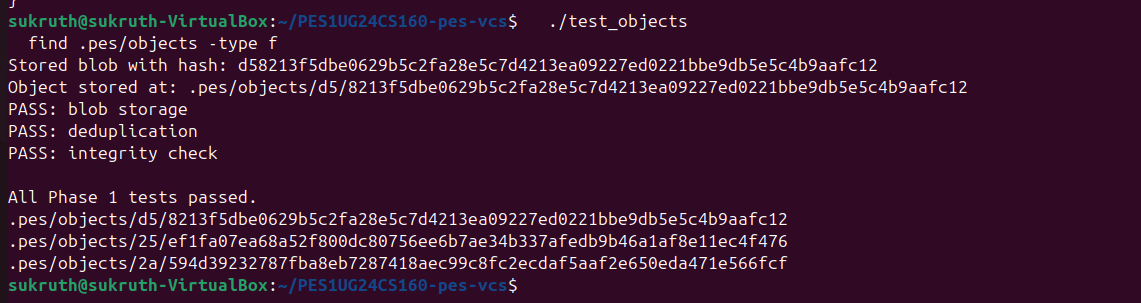 }
sukruth@sukruth-VirtualBox:~/PES1UG24CS160-pes-vcs$   ./test_objects
  find .pes/objects -type f
Stored blob with hash: d58213f5dbe0629b5c2fa28e5c7d4213ea09227ed0221bbe9db5e5c4b9aafc12
Object stored at: .pes/objects/d5/8213f5dbe0629b5c2fa28e5c7d4213ea09227ed0221bbe9db5e5c4b9aafc12
PASS: blob storage
PASS: deduplication
PASS: integrity check

All Phase 1 tests passed.
.pes/objects/d5/8213f5dbe0629b5c2fa28e5c7d4213ea09227ed0221bbe9db5e5c4b9aafc12
.pes/objects/25/ef1fa07ea68a52f800dc80756ee6b7ae34b337afedb9b46a1af8e11ec4f476
.pes/objects/2a/594d39232787fba8eb7287418aec99c8fc2ecdaf5aaf2e650eda471e566fcf
sukruth@sukruth-VirtualBox:~/PES1UG24CS160-pes-vcs$